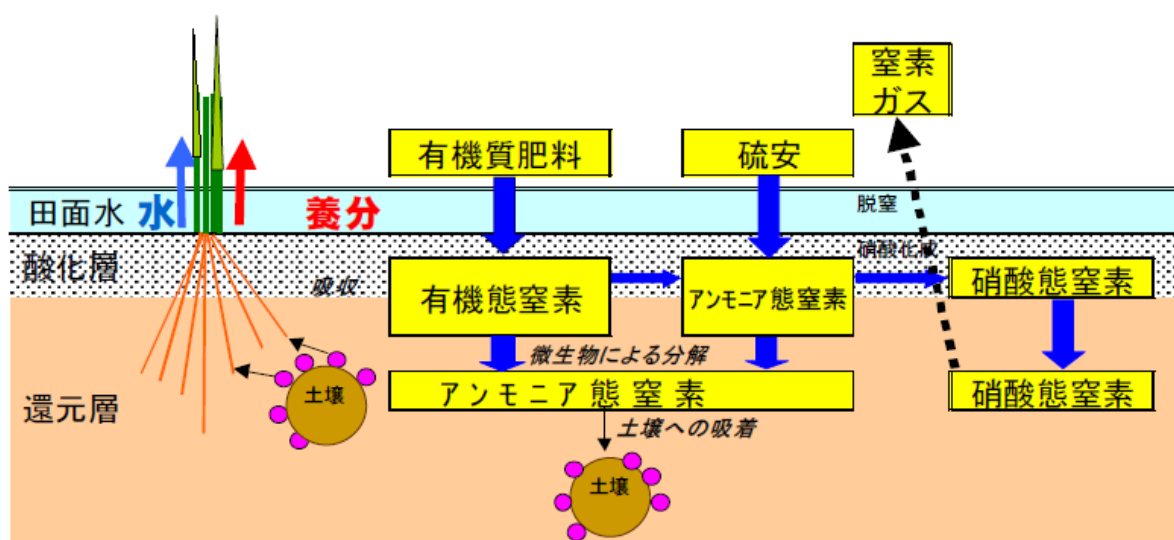 窒素
ガス
有機質肥料
硫安
田面水
水
養分
脱窒
酸化層
硝酸化成
吸収
有機態窒素
アンモニア態窒素
硝酸態窒素
微生物による分解
還元層
土壌
アンモニア態窒素
硝酸態窒素
土壌への吸着
土壌